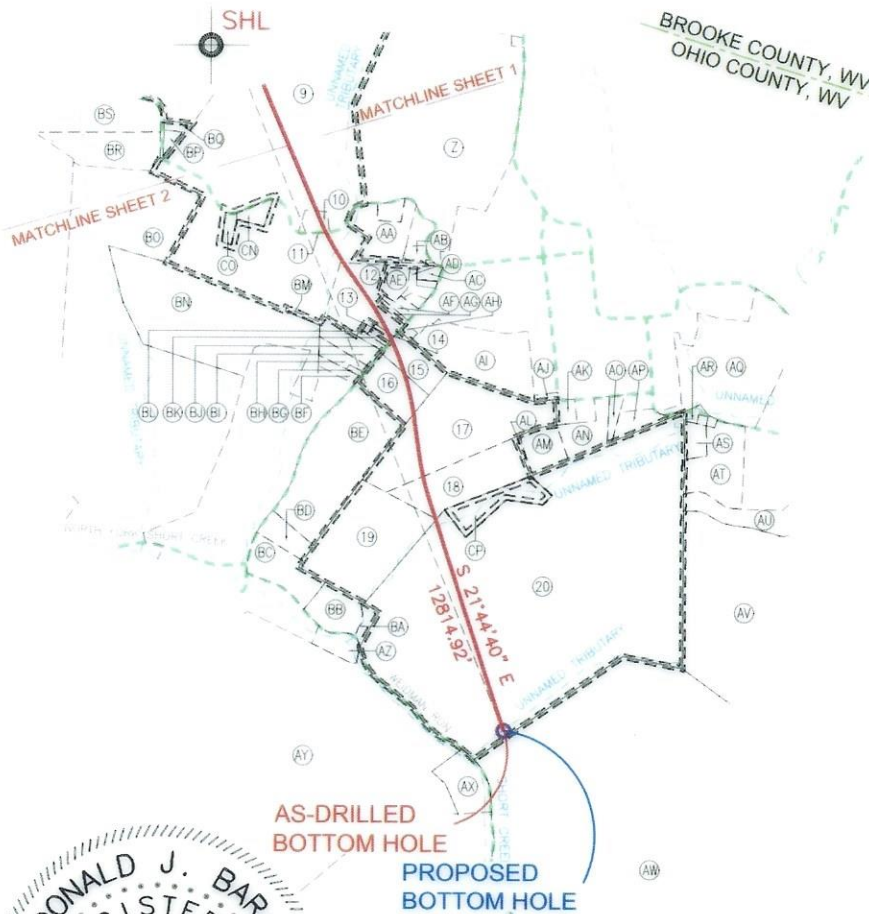 SHL
BROOKE COUNTY, WV
OHIO COUNTY, WV
UNNAMED
TRIBUTARY
MATCHLINE SHEET 1
9
BS
BQ
BR
BP
Z
10
MATCHLINE SHEET 2
AA
BO
CN
CO
11
AB
AD
12
AE
AC
BM
BN
13
AF
AG
AH
14
UNNAMED
TRIBUTARY
15
AI
BL
BK
BJ
BI
BH
BG
BF
16
AJ
AK
AO
AP
AR
AQ
UNNAMED
BE
17
AL
AM
AN
AS
UNNAMED TRIBUTARY
AT
18
BD
NORTH FORK SHORT CREEK
19
CP
AU
BC
20
S 21°44'40" E
12814.92'
BB
BA
AZ
AV
UNNAMED TRIBUTARY
RUN
AY
AX
SHORT CREEK
AS-DRILLED
BOTTOM HOLE
PROPOSED
BOTTOM HOLE
AW
DONALD J. BAR